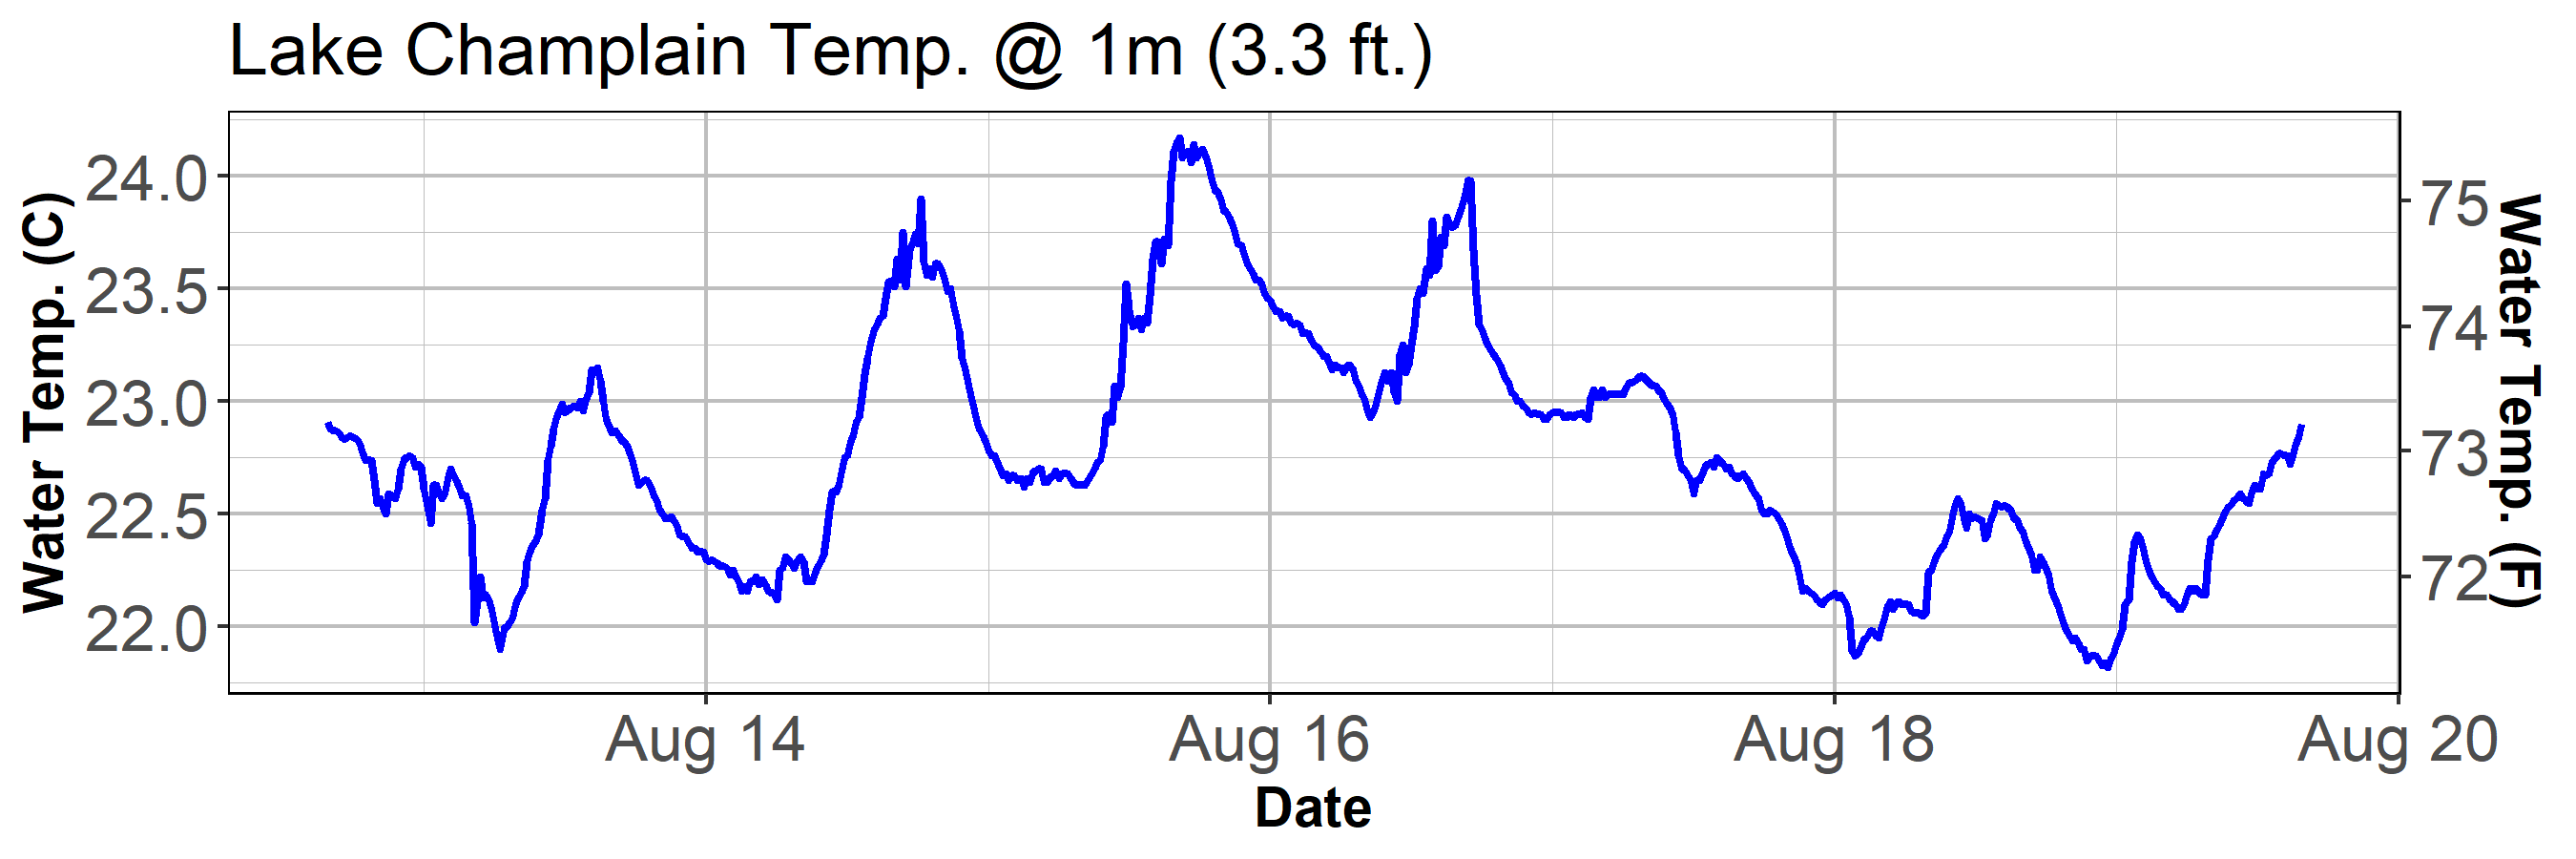 Lake Champlain Temp. @ 1m (3.3 ft.)
Water Temp. (C)
24.0
23.5
23.0
22.5
22.0
75
74
73
72
Water Temp. (F)
Aug 14
Aug 16
Aug 18
Aug 20
Date